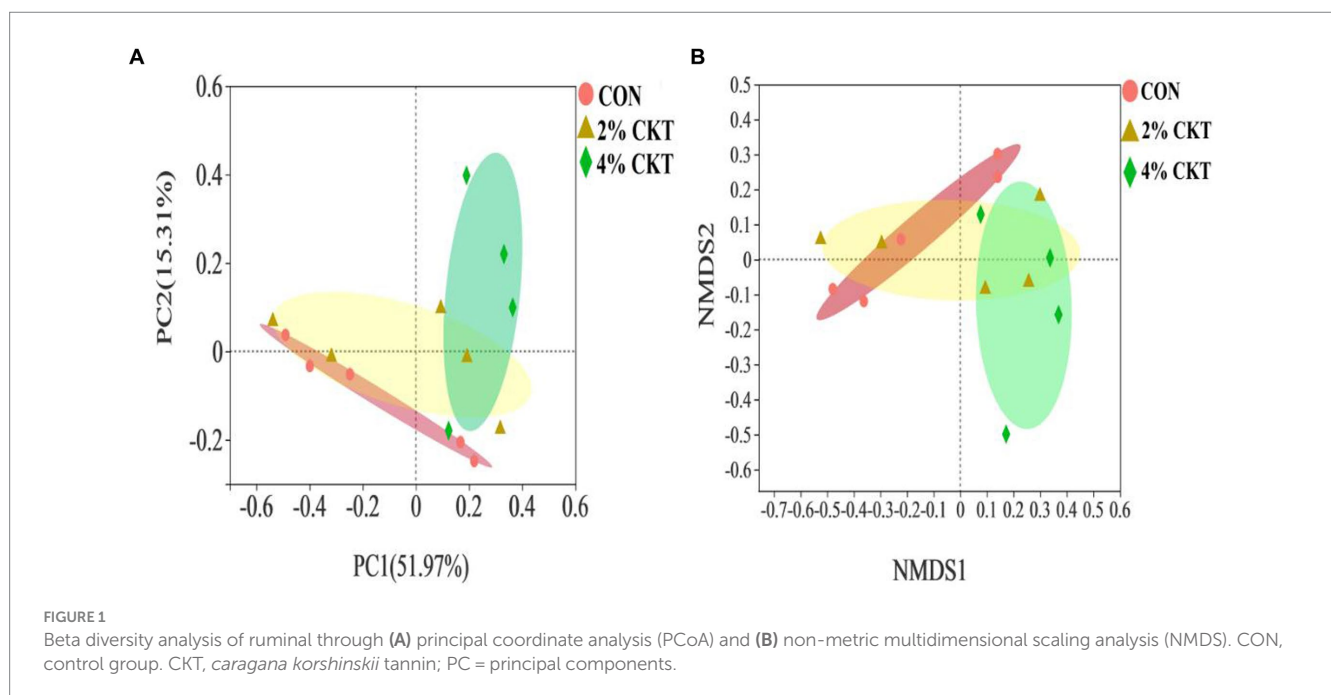 A
0.6
0.4
0.2
0
-0.2
-0.6 -0.4 -0.2 0 0.2 0.4 0.6
PC2(15.31%)
PC1(51.97%)
CON
2% CKT
4% CKT
B
0.5
0.4
0.3
0.2
0.1
0
-0.1
-0.2
-0.3
-0.4
-0.5
-0.6
-0.7-0.6-0.5-0.4-0.3-0.2-0.1 0 0.1 0.2 0.3 0.4 0.5 0.6
NMDS2
NMDS1
CON
2% CKT
4% CKT
FIGURE 1
Beta diversity analysis of ruminal through (A) principal coordinate analysis (PCoA) and (B) non-metric multidimensional scaling analysis (NMDS). CON,
control group. CKT, caragana korshinskii tannin; PC = principal components.